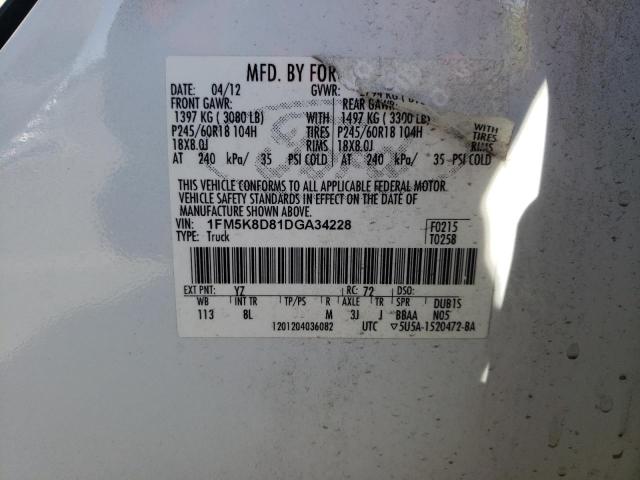 MFD. BY FOR
DATE: 04/12 GVWR:
FRONT GAWR: REAR GAWR:
1397 KG ( 3080 LB) WITH 1497 KG ( 3300 LB) WITH
P245/60R18 104H TIRES P245/60R18 104H TIRES
18X8.0J RIMS 18X8.0J RIMS
AT 240 kPa/ 35 PSI COLD AT 240 kPa/ 35 PSI COLD
THIS VEHICLE CONFORMS TO ALL APPLICABLE FEDERAL MOTOR
VEHICLE SAFETY STANDARDS IN EFFECT ON THE DATE OF
MANUFACTURE SHOWN ABOVE.
VIN: 1FM5K8D81DGA34228 F0215
TYPE: Truck T0258
EXT PNT: YZ RC: 72 DSO:
WB INT TR TP/PS R AXLE TR SPR DUB1S
113 8L M 3J J BBAA N05
1201204036082 UTC ▽5U5A-1520472-BA